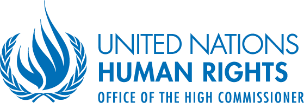 UNITED NATIONS
HUMAN RIGHTS
OFFICE OF THE HIGH COMMISSIONER